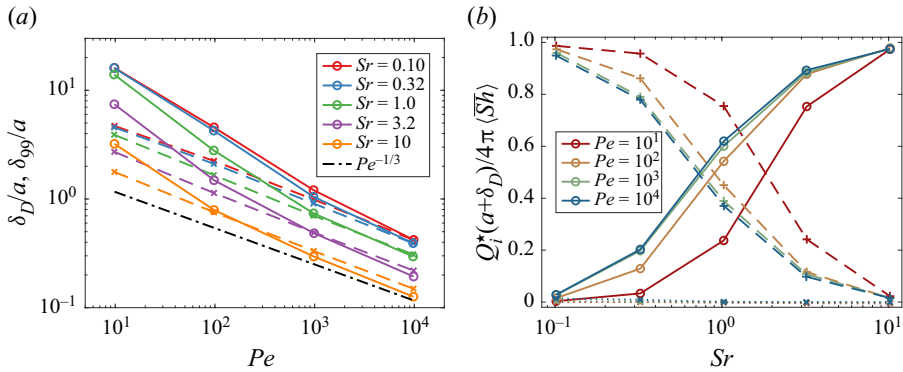 (a)
δ_D/a, δ_99/a
10^1
10^0
10^−1
Sr = 0.10
Sr = 0.32
Sr = 1.0
Sr = 3.2
Sr = 10
Pe^−1/3
10^1 10^2 10^3 10^4
Pe
(b)
Q_i^⋆(a+δ_D)/4π⟨\overline{Sh}⟩
1.0
0.8
0.6
0.4
0.2
0
Pe = 10^1
Pe = 10^2
Pe = 10^3
Pe = 10^4
10^−1 10^0 10^1
Sr